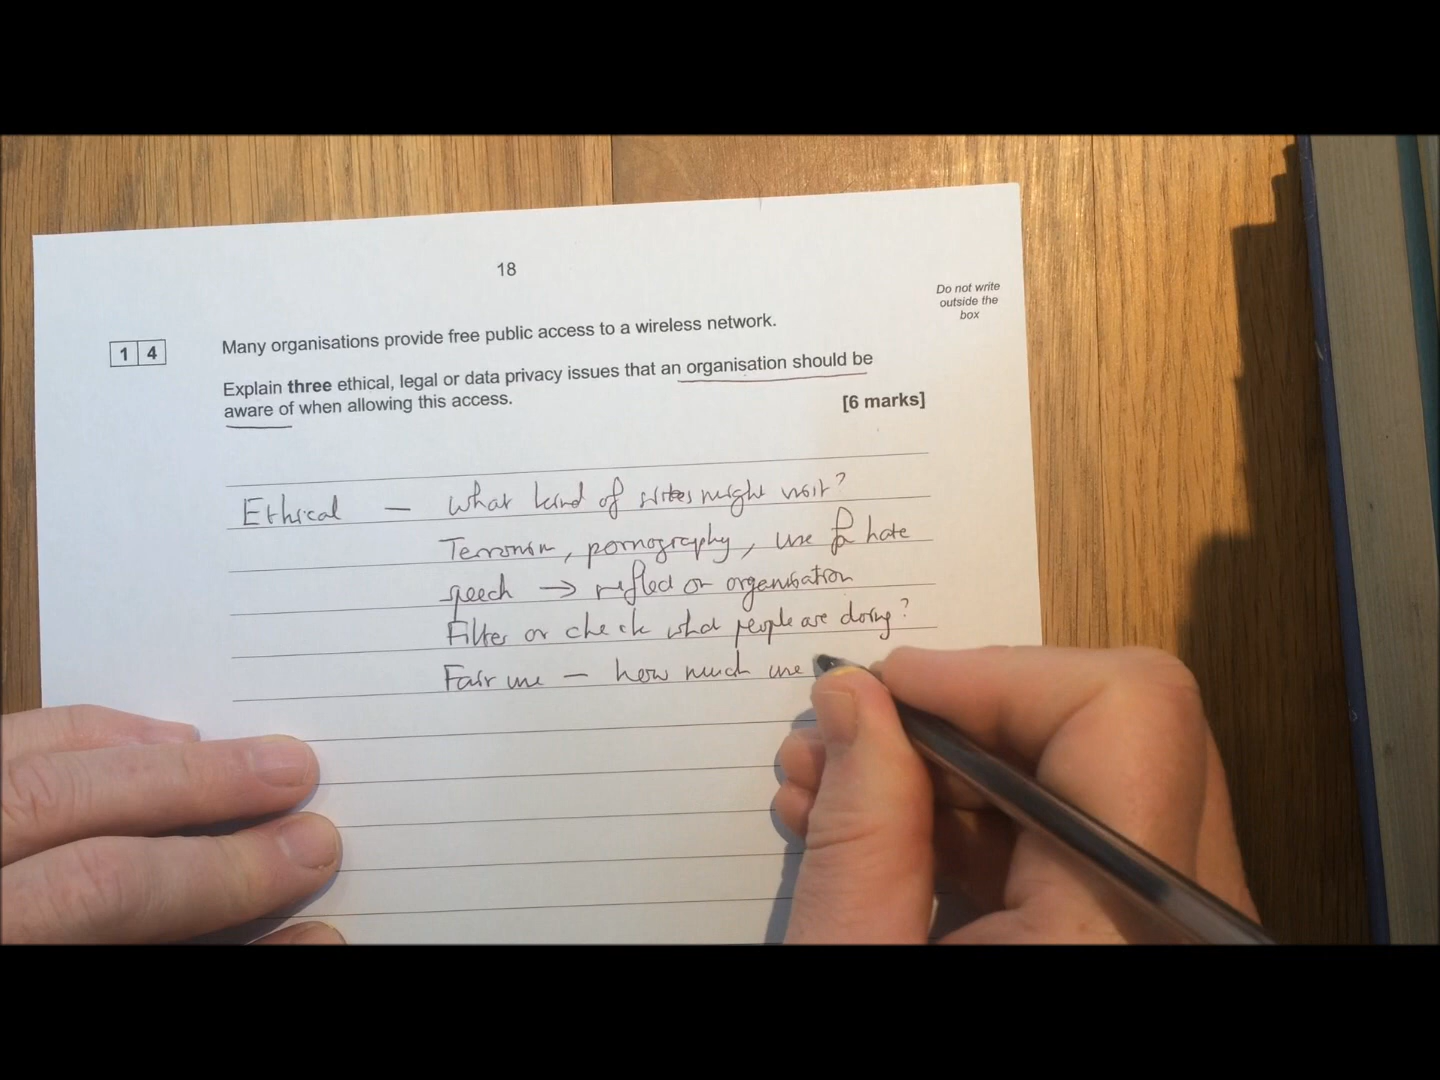 18
Do not write
outside the
box
1 4
Many organisations provide free public access to a wireless network.
Explain three ethical, legal or data privacy issues that an organisation should be
aware of when allowing this access.
[6 marks]
Ethical — What kind of sites might visit?
Terrorism, pornography, use for hate
speech → reflect on organisation
Filter or check what people are doing?
Fair use — how much use